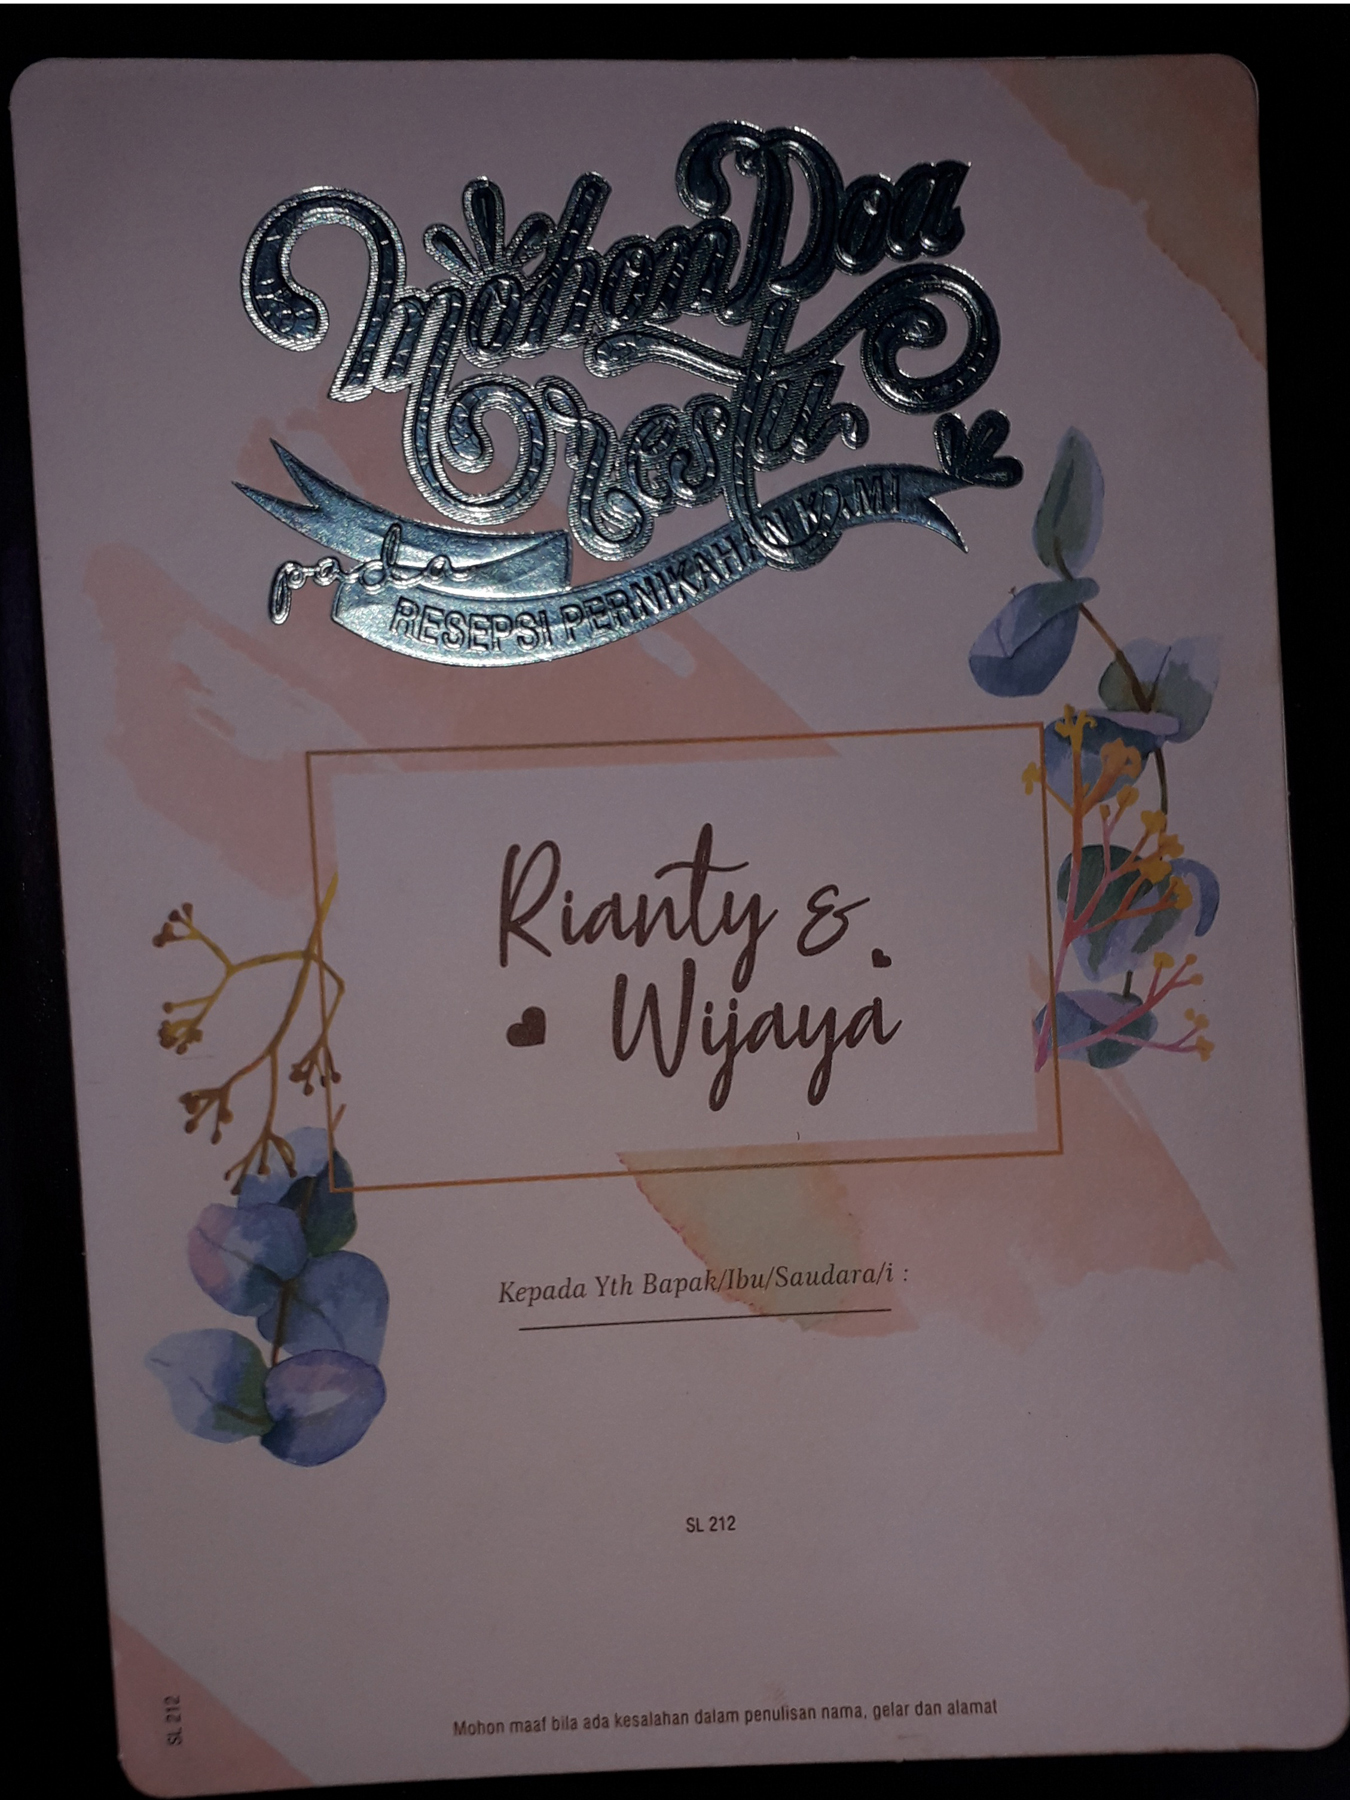 Mohon Doa
Restu
pada
RESEPSI PERNIKAHAN KAMI
Rianty &
Wijaya
Kepada Yth Bapak/Ibu/Saudara/i :
SL 212
SL 212
Mohon maaf bila ada kesalahan dalam penulisan nama, gelar dan alamat